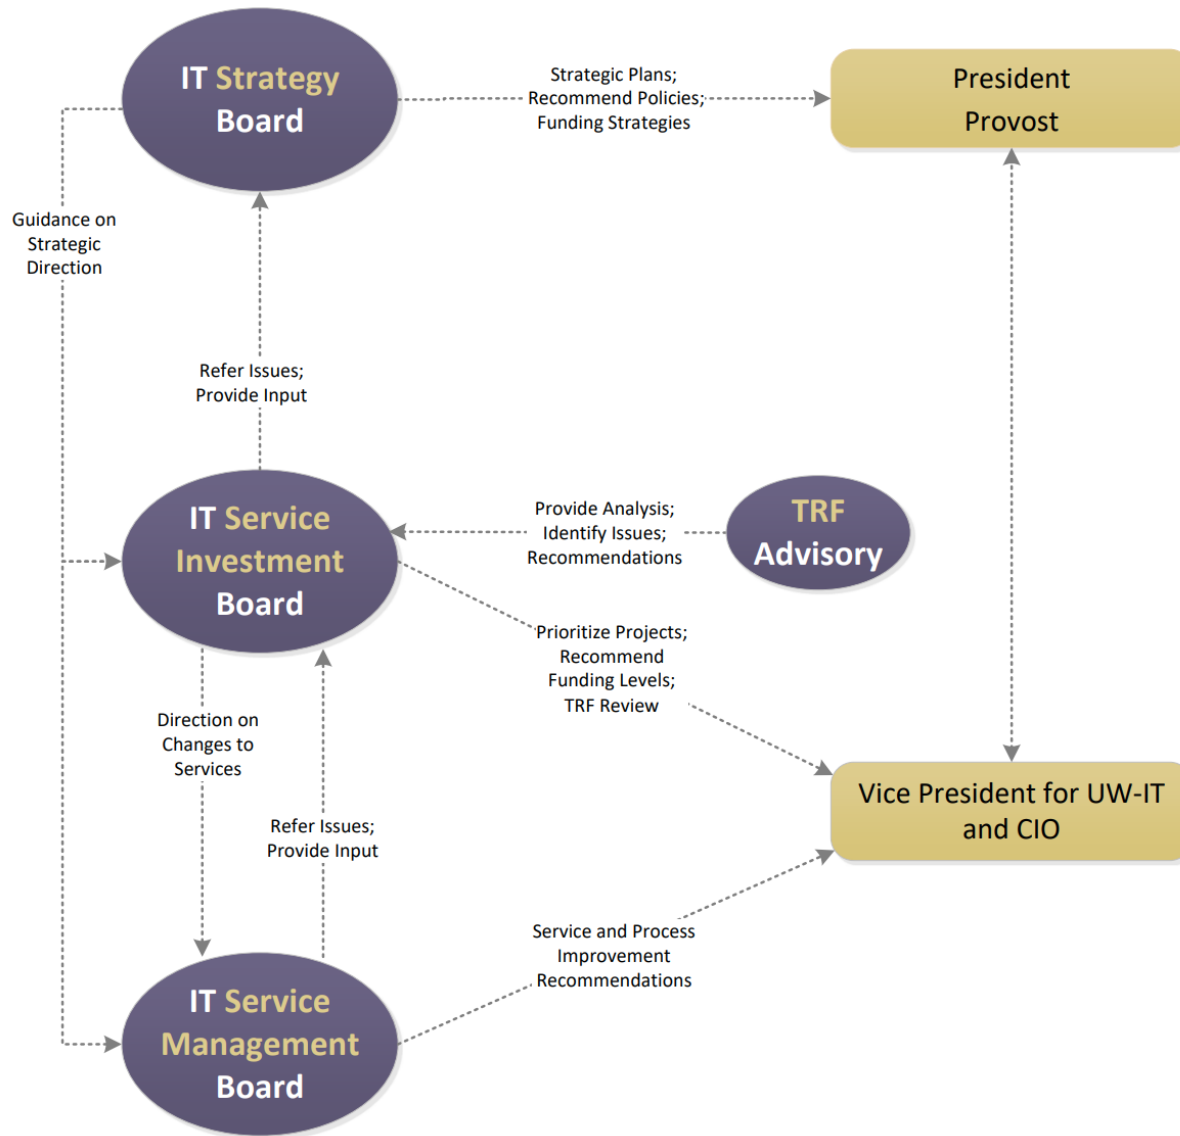 IT Strategy
Board
Strategic Plans;
Recommend Policies;
Funding Strategies
President
Provost
Guidance on
Strategic
Direction
Refer Issues;
Provide Input
IT Service
Investment
Board
Provide Analysis;
Identify Issues;
Recommendations
TRF
Advisory
Prioritize Projects;
Recommend
Funding Levels;
TRF Review
Direction on
Changes to
Services
Refer Issues;
Provide Input
Vice President for UW-IT
and CIO
Service and Process
Improvement
Recommendations
IT Service
Management
Board